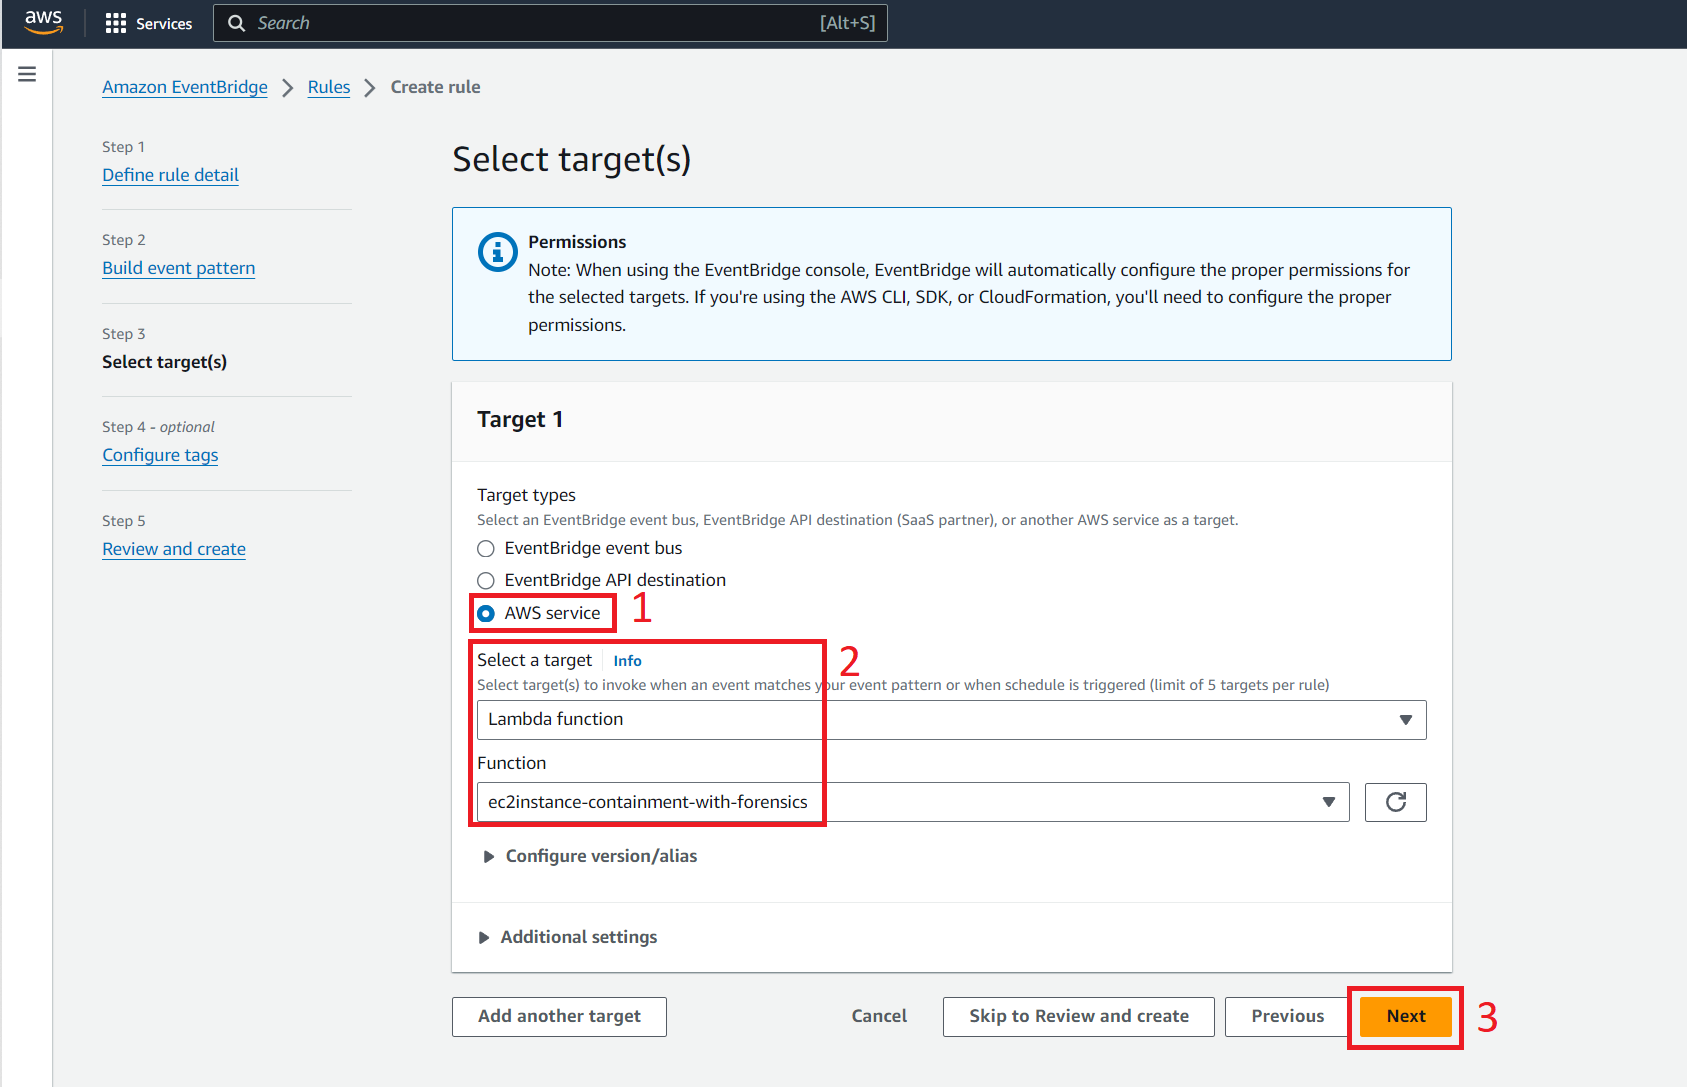 aws
Services
Search [Alt+S]
Amazon EventBridge > Rules > Create rule
Step 1
Define rule detail
Step 2
Build event pattern
Step 3
Select target(s)
Step 4 - optional
Configure tags
Step 5
Review and create
Select target(s)
Permissions
Note: When using the EventBridge console, EventBridge will automatically configure the proper permissions for
the selected targets. If you're using the AWS CLI, SDK, or CloudFormation, you'll need to configure the proper
permissions.
Target 1
Target types
Select an EventBridge event bus, EventBridge API destination (SaaS partner), or another AWS service as a target.
EventBridge event bus
EventBridge API destination
AWS service 1
Select a target Info 2
Select target(s) to invoke when an event matches your event pattern or when schedule is triggered (limit of 5 targets per rule)
Lambda function
Function
ec2instance-containment-with-forensics
Configure version/alias
Additional settings
Add another target Cancel Skip to Review and create Previous Next 3